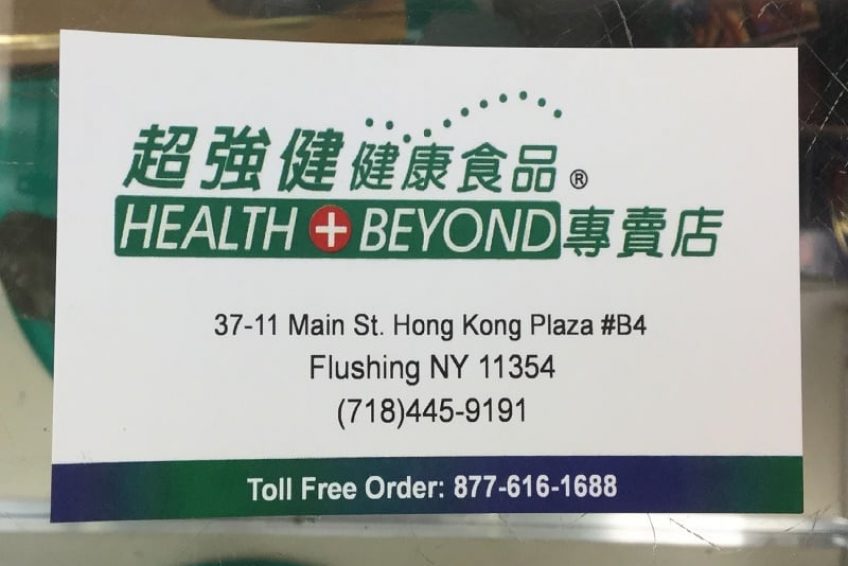 超強健健康食品®
HEALTH + BEYOND專賣店
37-11 Main St. Hong Kong Plaza #B4
Flushing NY 11354
(718)445-9191
Toll Free Order: 877-616-1688